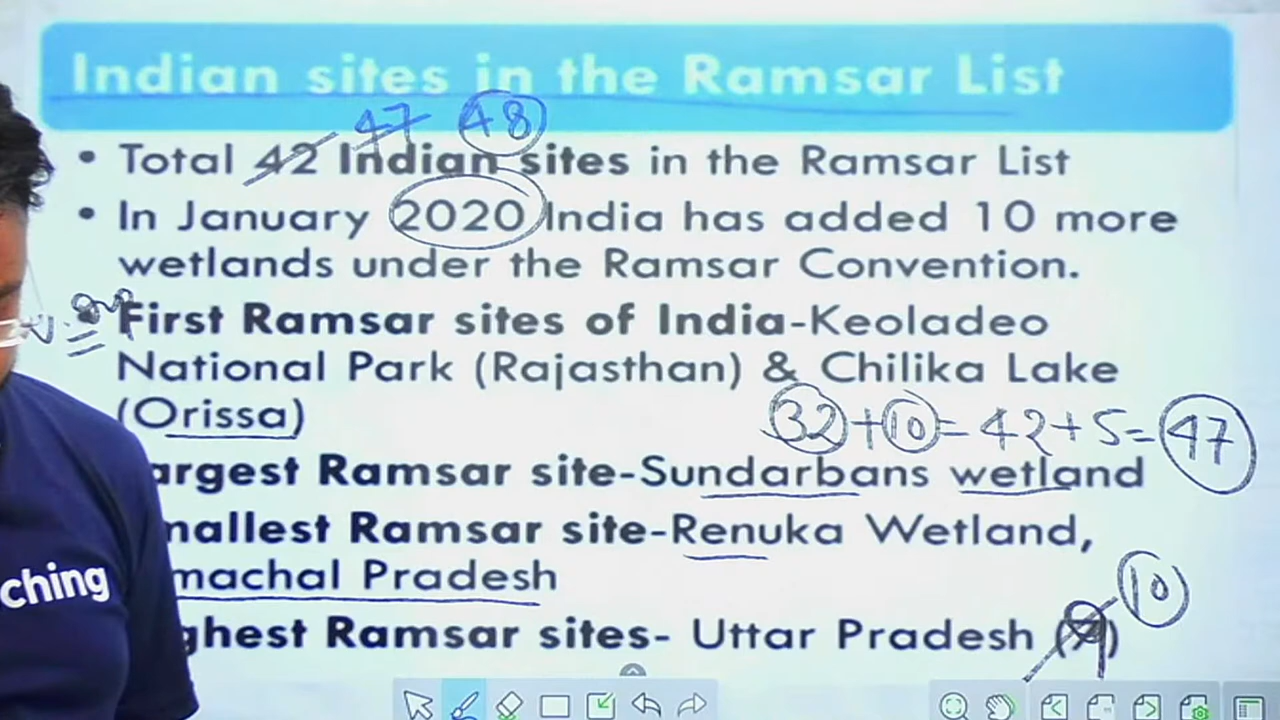 Indian sites in the Ramsar List
47 48
• Total 42 Indian sites in the Ramsar List
• In January 2020 India has added 10 more
wetlands under the Ramsar Convention.
First Ramsar sites of India-Keoladeo
National Park (Rajasthan) & Chilika Lake
(Orissa)
32+10=42+5=47
argest Ramsar site-Sundarbans wetland
mallest Ramsar site-Renuka Wetland,
machal Pradesh
10
ching
ghest Ramsar sites- Uttar Pradesh